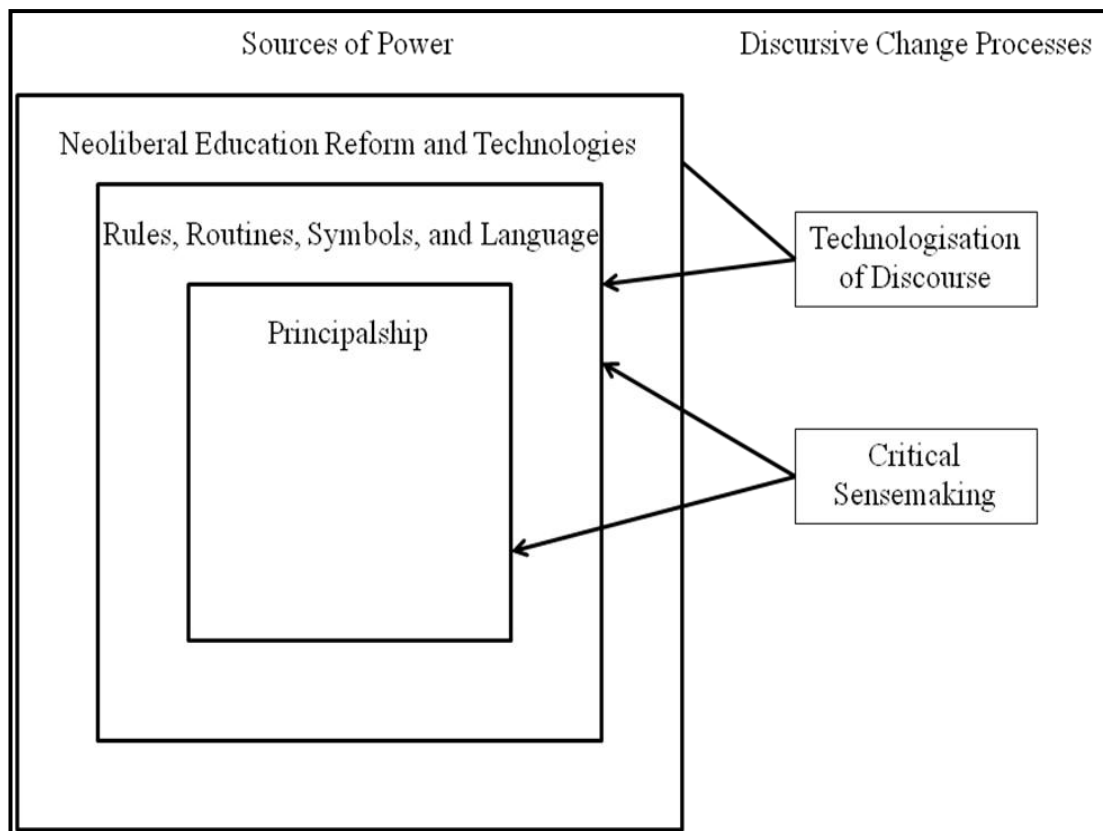 Sources of Power
Discursive Change Processes
Neoliberal Education Reform and Technologies
Rules, Routines, Symbols, and Language
Principalship
Technologisation
of Discourse
Critical
Sensemaking